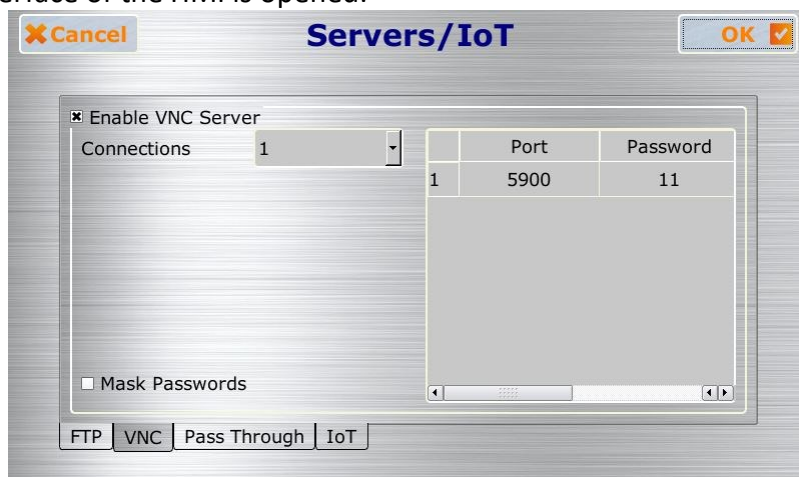 Cancel Servers/IoT OK
Enable VNC Server
Connections 1
Port Password
1 5900 11
Mask Passwords
FTP VNC Pass Through IoT